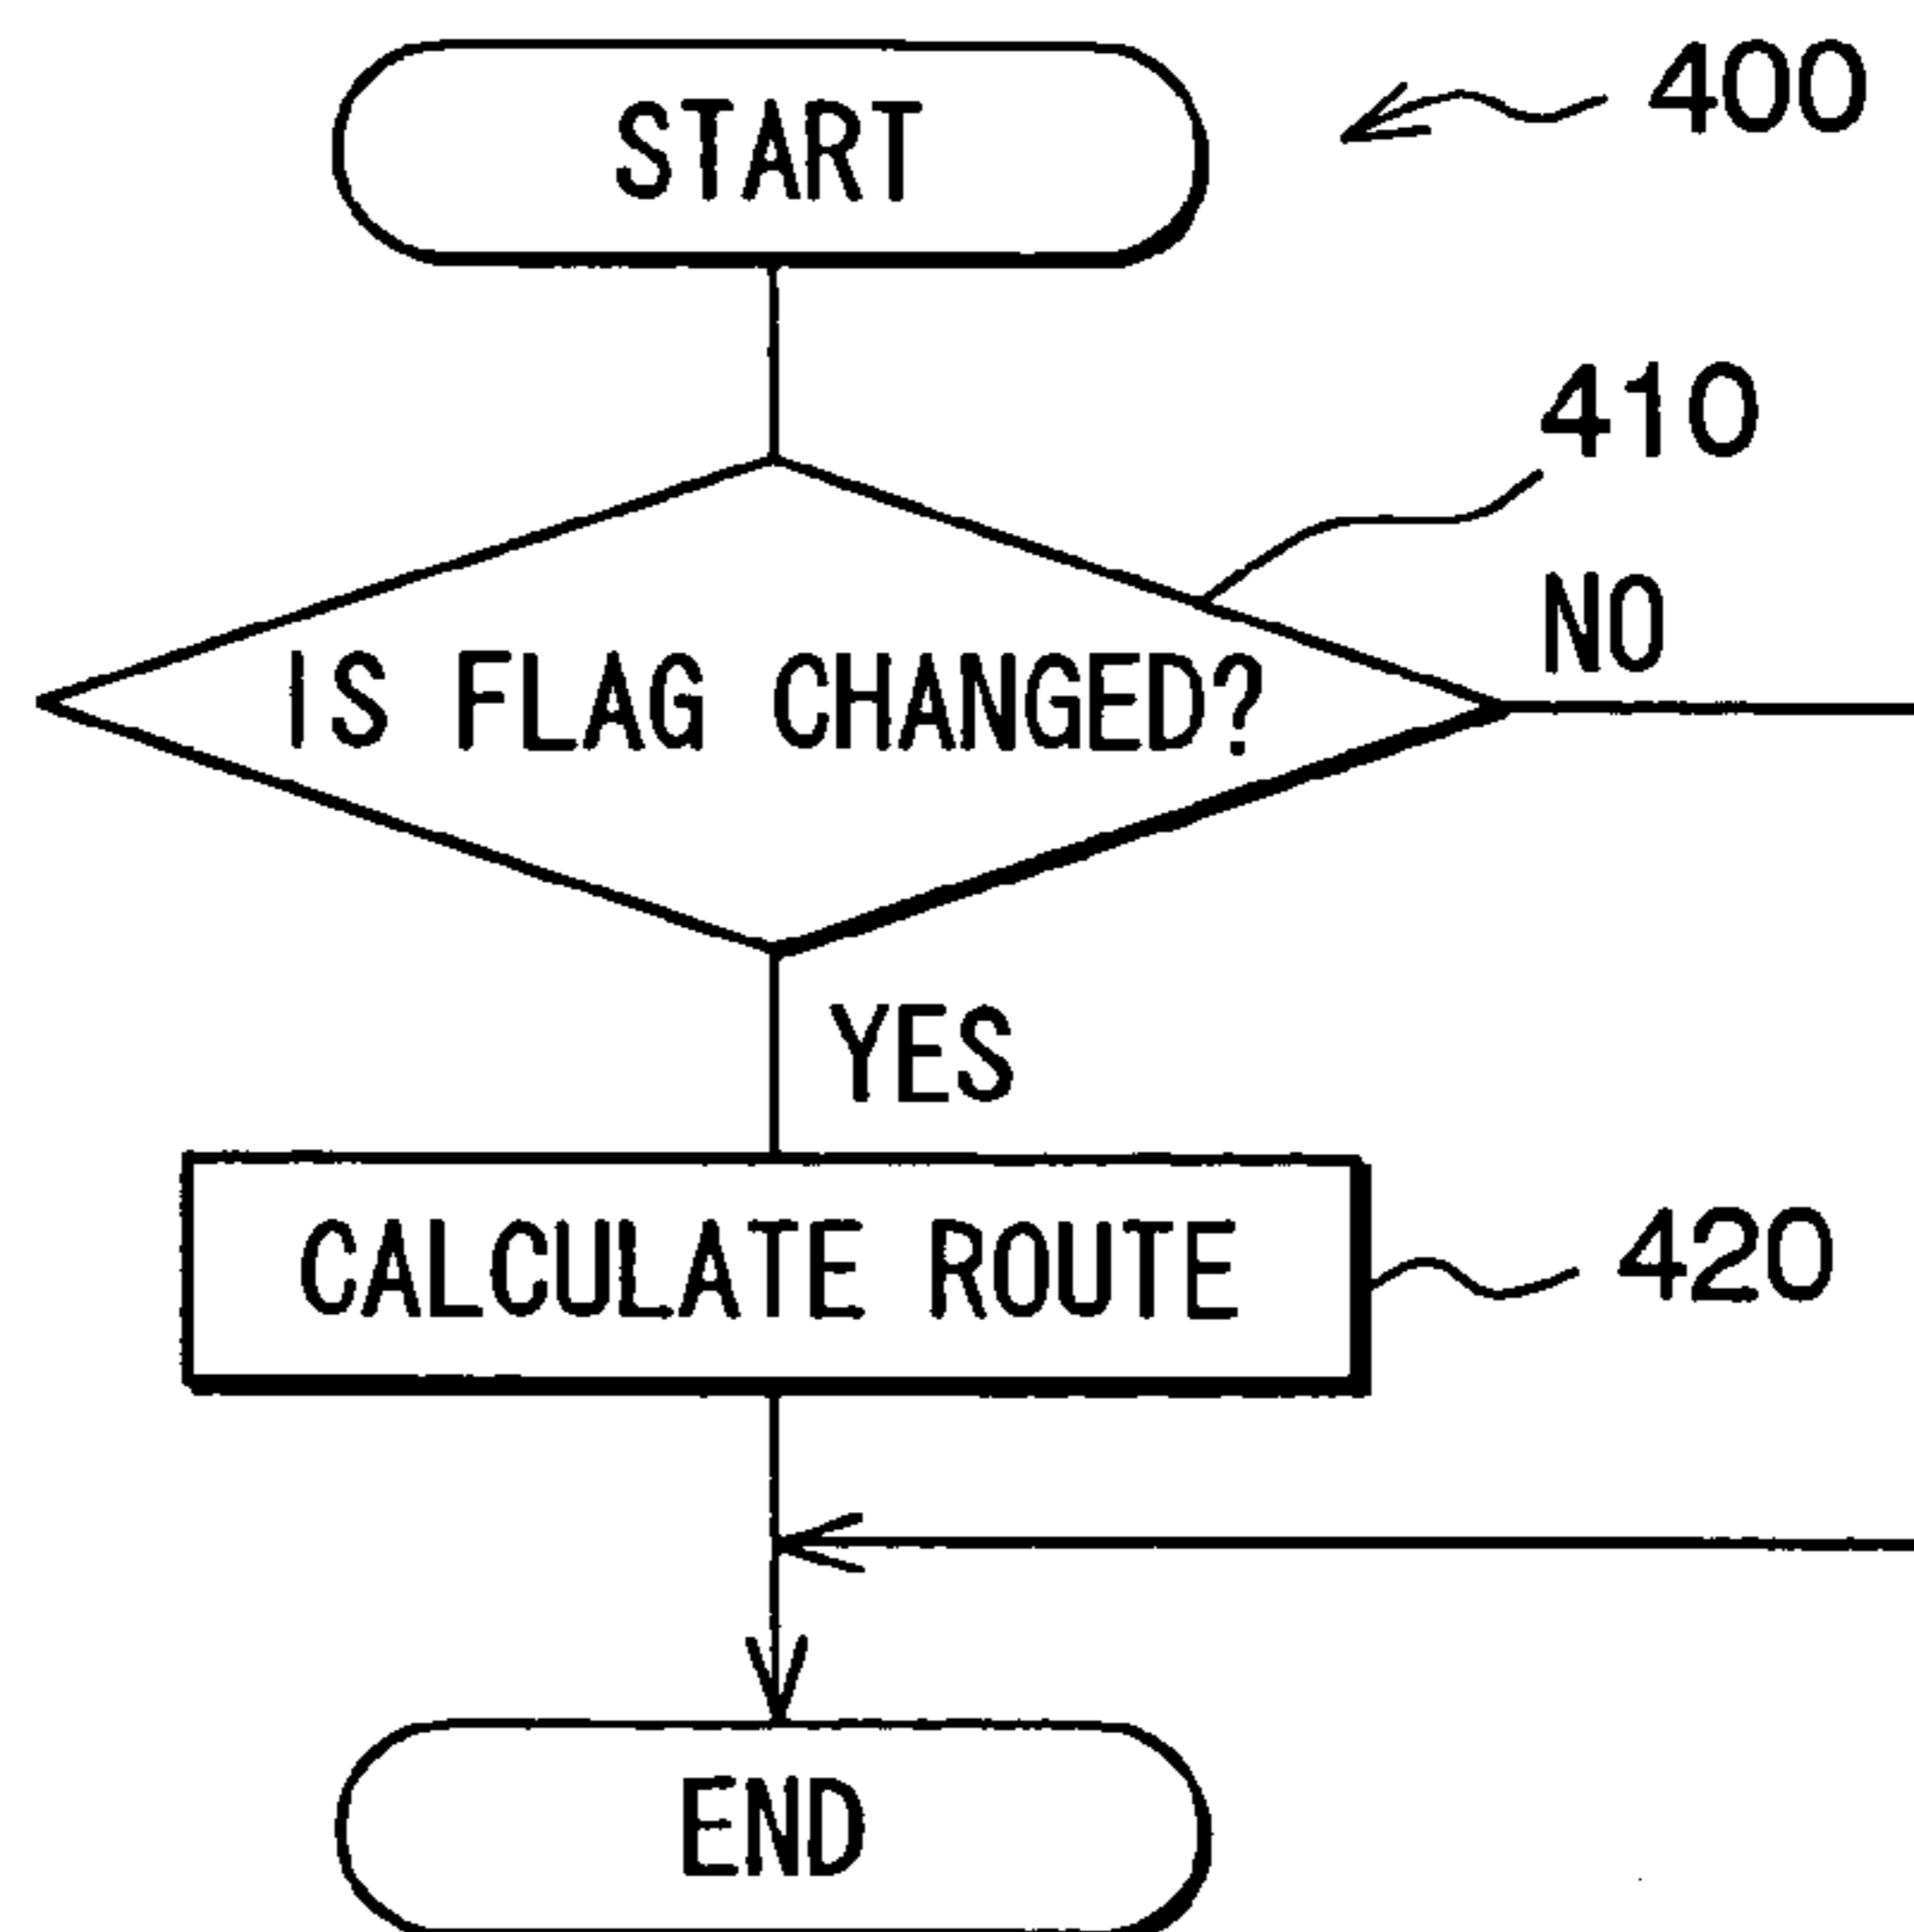 START
400
410
NO
IS FLAG CHANGED?
YES
CALCULATE ROUTE
420
END